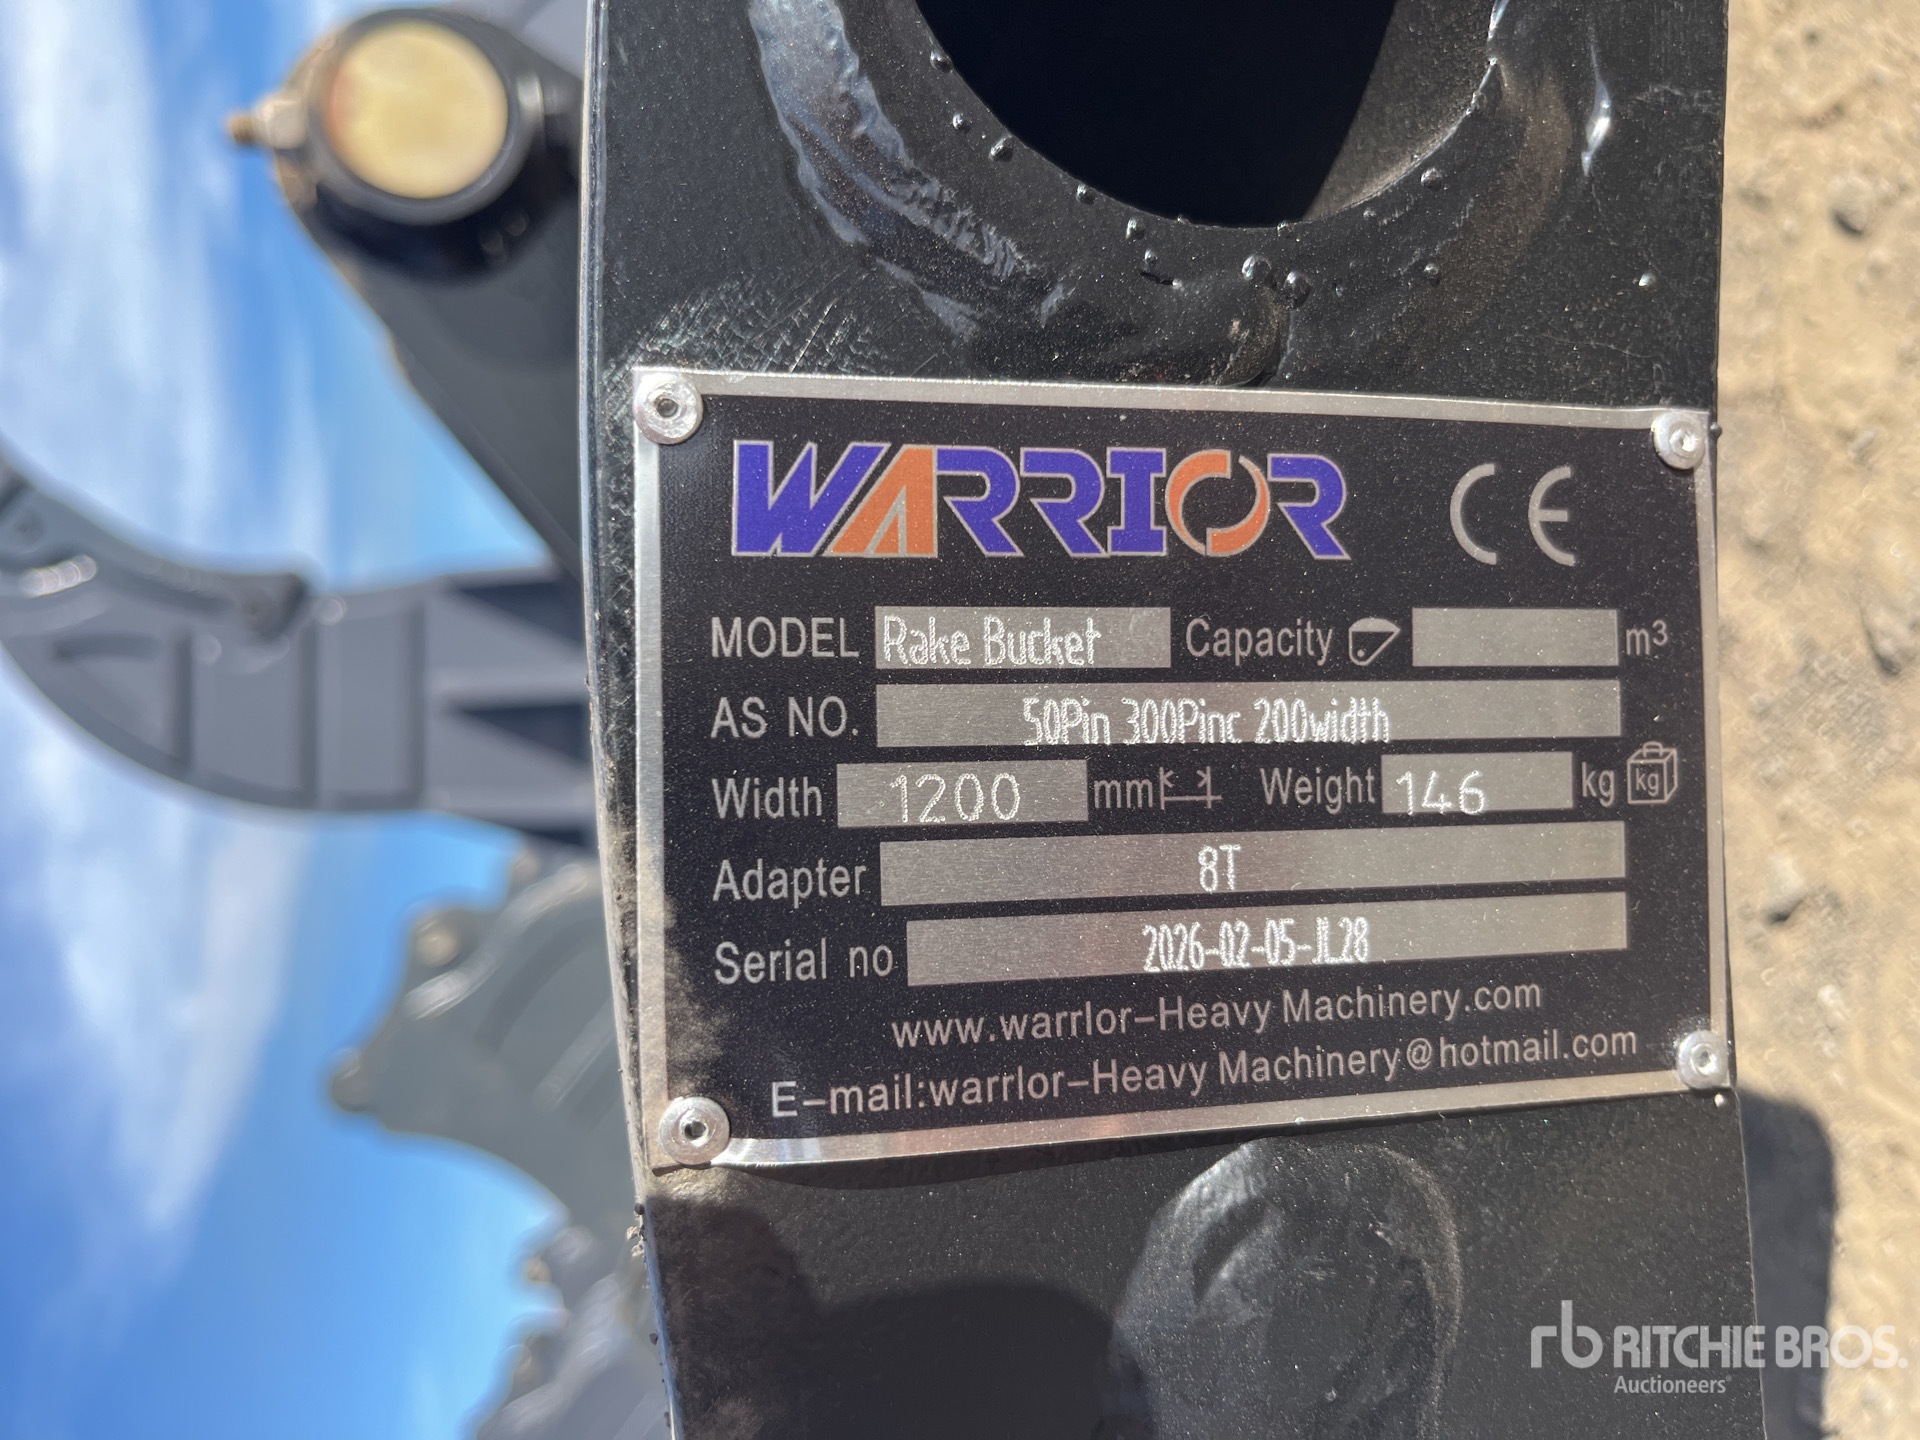 WARRIOR CE
MODEL Rake Bucket Capacity m³
AS NO. 50Pin 300Pinc 200width
Width 1200 mm Weight 146 kg kg
Adapter 8T
Serial no 2026-02-05-JL28
www.warrlor-Heavy Machinery.com
E-mail:warrlor-Heavy Machinery@hotmail.com
rb RITCHIE BROS.
Auctioneers